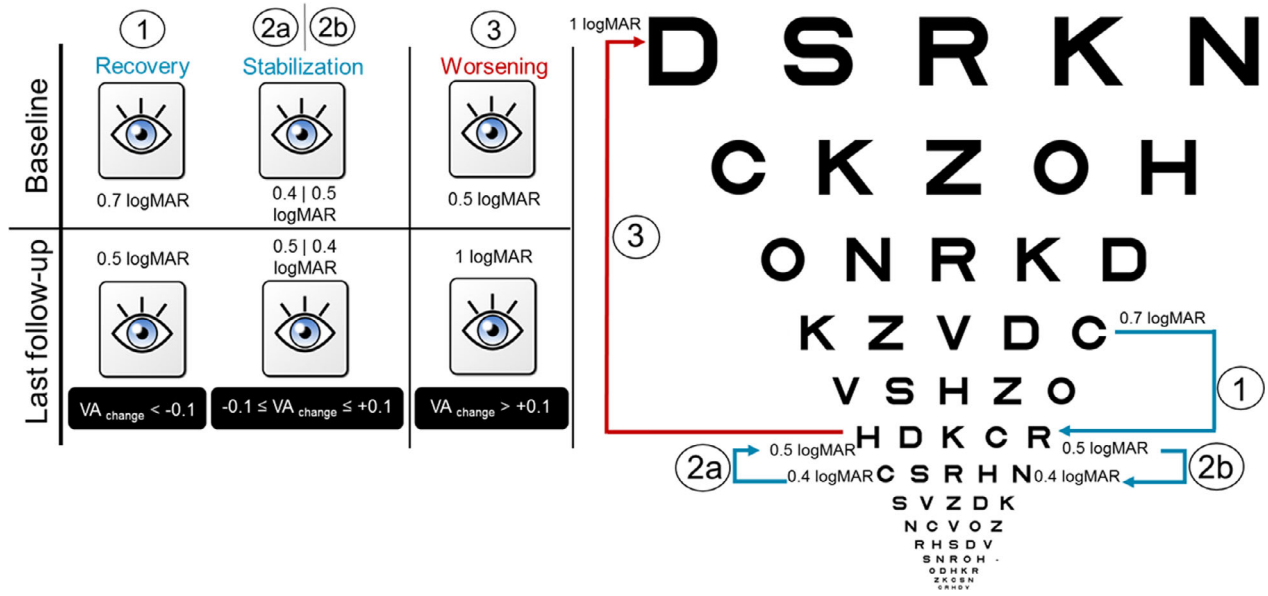 1 2a 2b 3
Recovery Stabilization Worsening
Baseline
0.7 logMAR 0.4 | 0.5 0.5 logMAR
logMAR
Last follow-up
0.5 logMAR 0.5 | 0.4 1 logMAR
logMAR
VA change < -0.1 -0.1 ≤ VA change ≤ +0.1 VA change > +0.1
1 logMAR D S R K N
C K Z O H
3
O N R K D
K Z V D C 0.7 logMAR
1
V S H Z O
H D K C R
2a 0.5 logMAR 0.5 logMAR 2b
0.4 logMAR C S R H N 0.4 logMAR
S V Z D K
N C V O Z
R H S D V
S N R O H -
O D H K R
Z K C S N
C R H D V